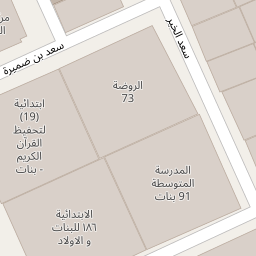 سعد الخير
سعد بن ضميرة
الروضة
73
ابتدائية
(19)
لتحفيظ
القرآن
الكريم
- بنات
المدرسة
المتوسطة
91 بنات
الابتدائية
١٨٦ للبنات
و الاولاد